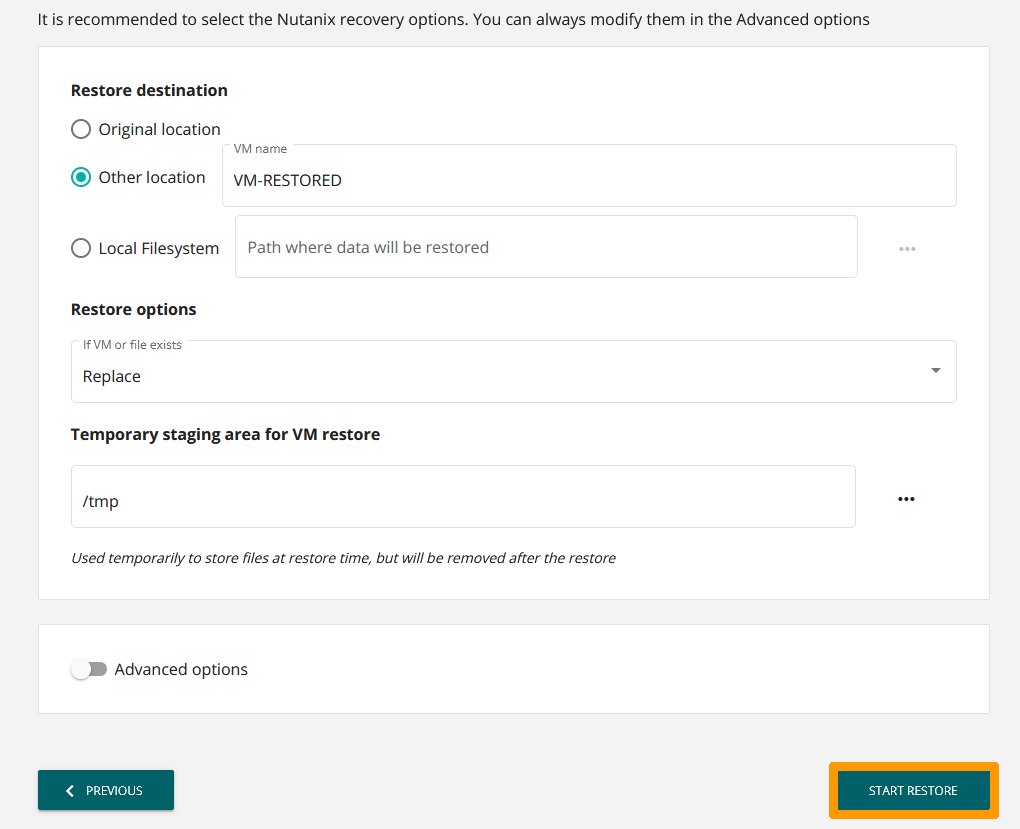 It is recommended to select the Nutanix recovery options. You can always modify them in the Advanced options
Restore destination
Original location
VM name
Other location
VM-RESTORED
Local Filesystem
Path where data will be restored
Restore options
If VM or file exists
Replace
Temporary staging area for VM restore
/tmp
Used temporarily to store files at restore time, but will be removed after the restore
Advanced options
PREVIOUS
START RESTORE